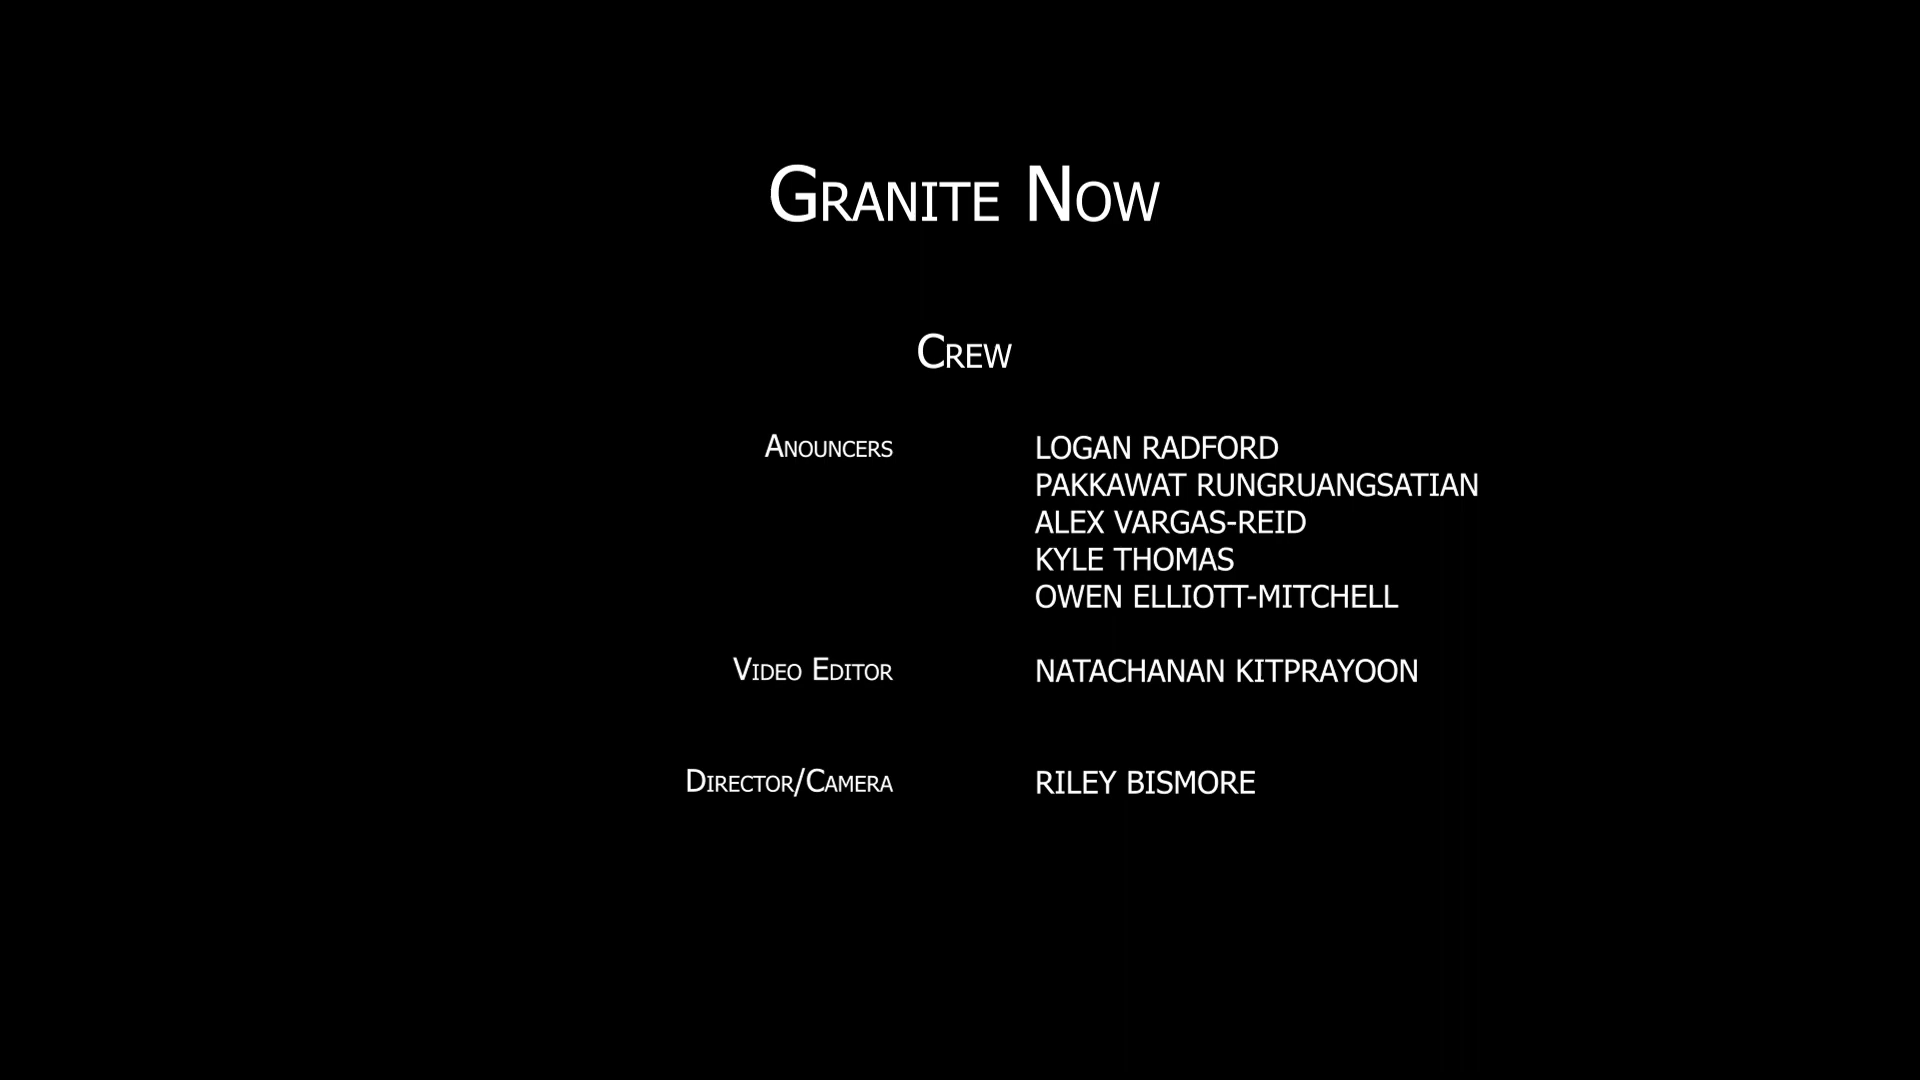 Granite Now
Crew
Anouncers LOGAN RADFORD
PAKKAWAT RUNGRUANGSATIAN
ALEX VARGAS-REID
KYLE THOMAS
OWEN ELLIOTT-MITCHELL
Video Editor NATACHANAN KITPRAYOON
Director/Camera RILEY BISMORE